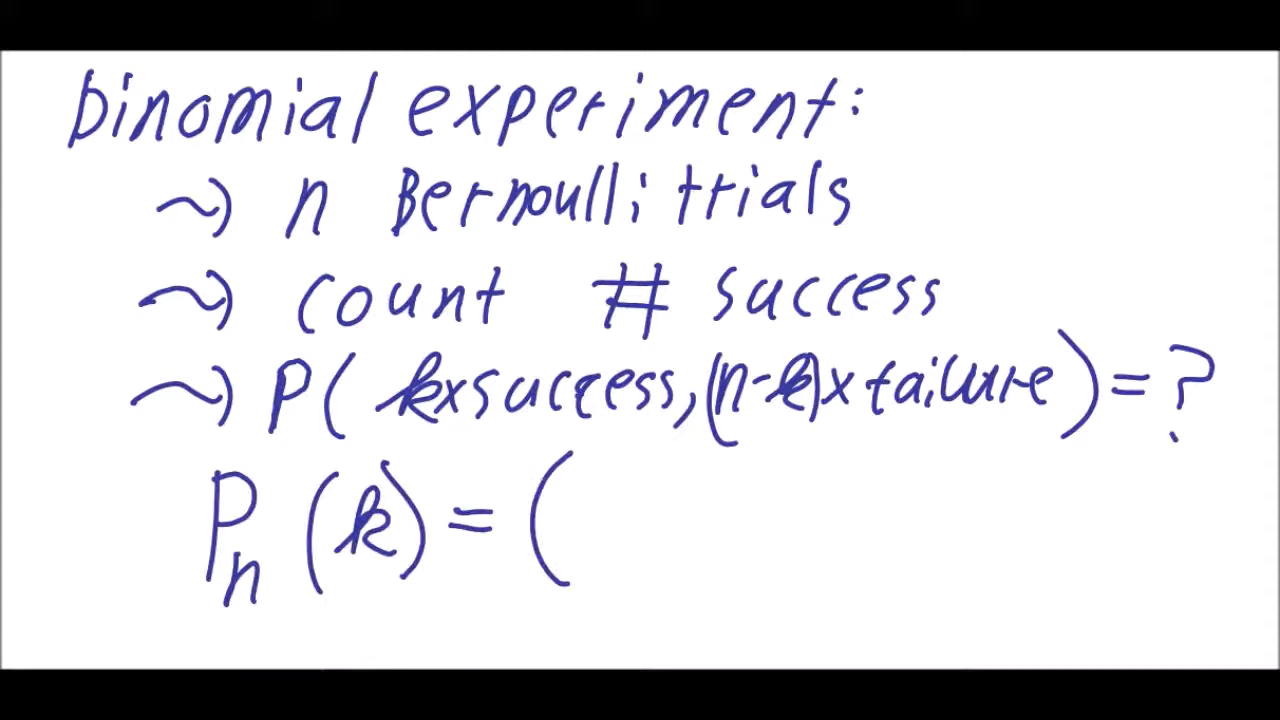 binomial experiment:
~> n Bernoulli trials
~> count # success
~> P( k x success, (n-k) x failure ) = ?
P_n (k) = (